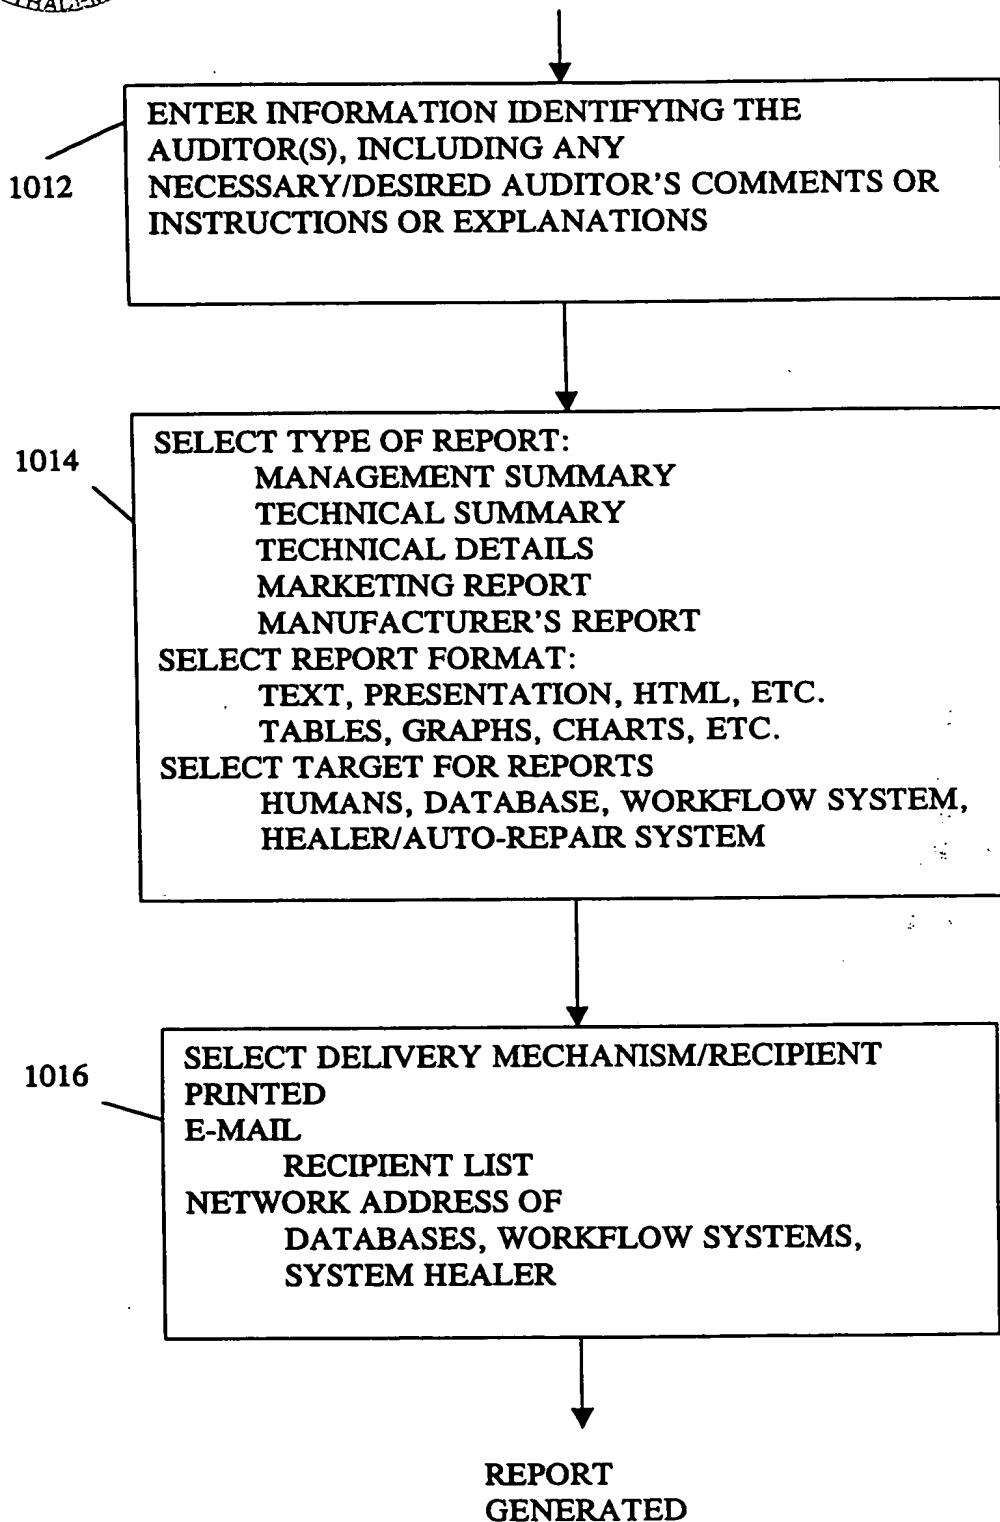 ENTER INFORMATION IDENTIFYING THE
AUDITOR(S), INCLUDING ANY
NECESSARY/DESIRED AUDITOR'S COMMENTS OR
INSTRUCTIONS OR EXPLANATIONS
1012
1014
SELECT TYPE OF REPORT:
MANAGEMENT SUMMARY
TECHNICAL SUMMARY
TECHNICAL DETAILS
MARKETING REPORT
MANUFACTURER'S REPORT
SELECT REPORT FORMAT:
TEXT, PRESENTATION, HTML, ETC.
TABLES, GRAPHS, CHARTS, ETC.
SELECT TARGET FOR REPORTS
HUMANS, DATABASE, WORKFLOW SYSTEM,
HEALER/AUTO-REPAIR SYSTEM
1016
SELECT DELIVERY MECHANISM/RECIPIENT
PRINTED
E-MAIL
RECIPIENT LIST
NETWORK ADDRESS OF
DATABASES, WORKFLOW SYSTEMS,
SYSTEM HEALER
REPORT
GENERATED